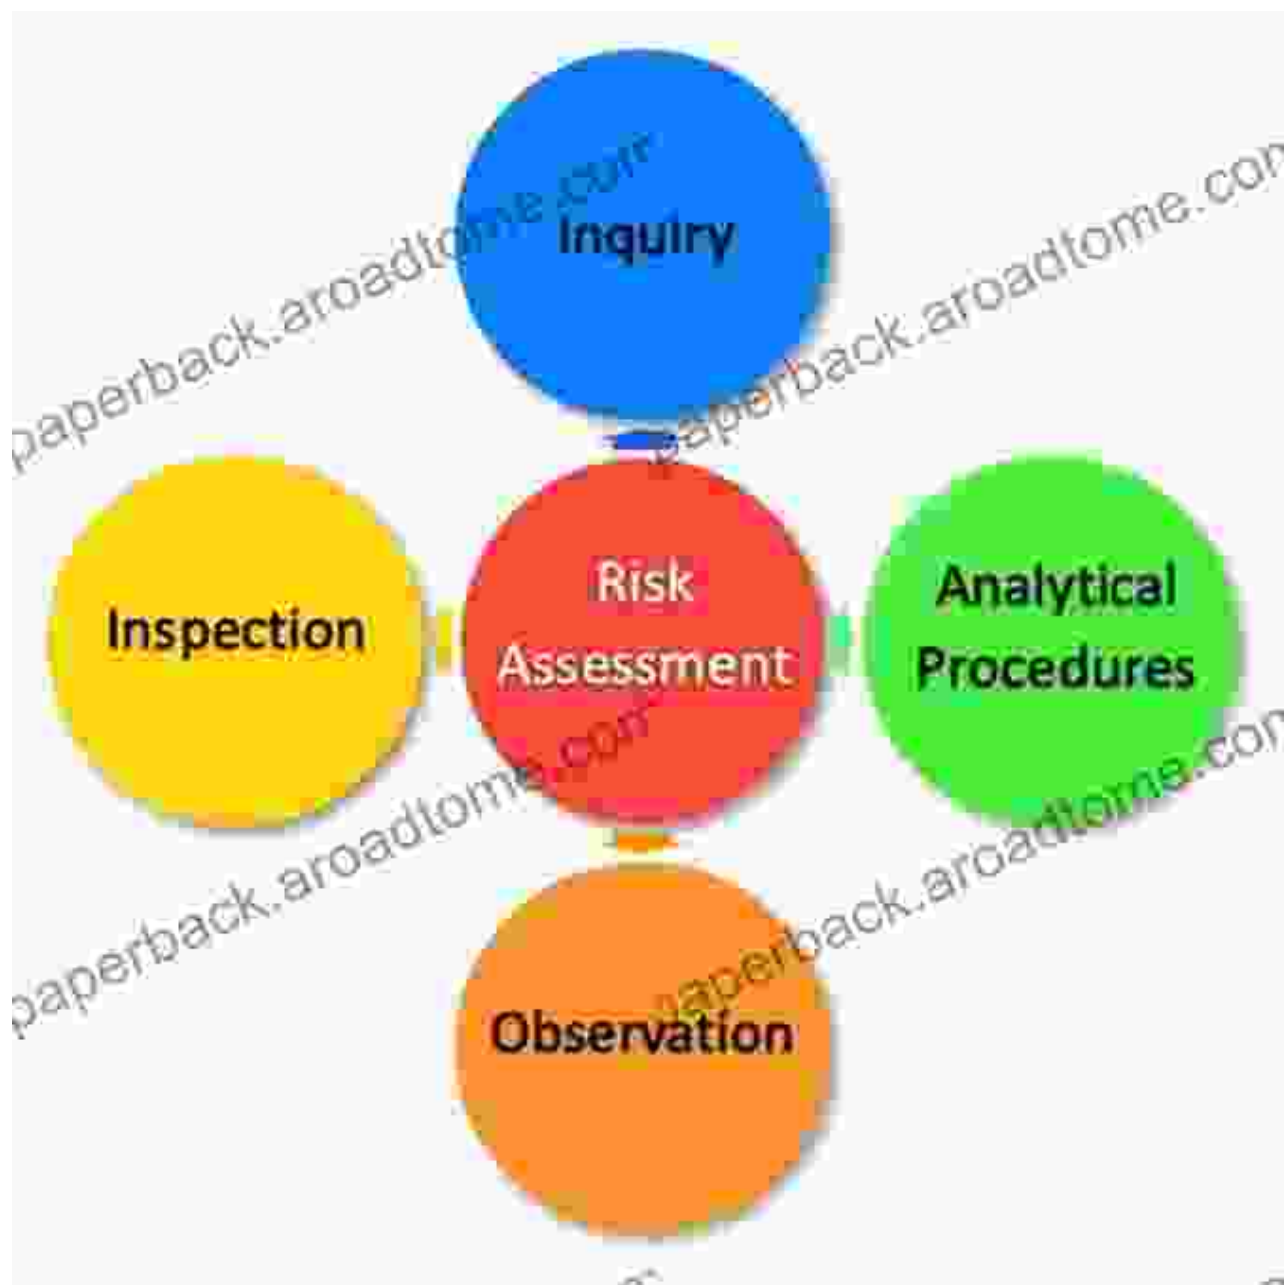 paperback.aroadtome.com
Inquiry
paperback.aroadtome.com
Inspection
Risk
Assessment
Analytical
Procedures
paperback.aroadtome.com
paperback.aroadtome.com
Observation